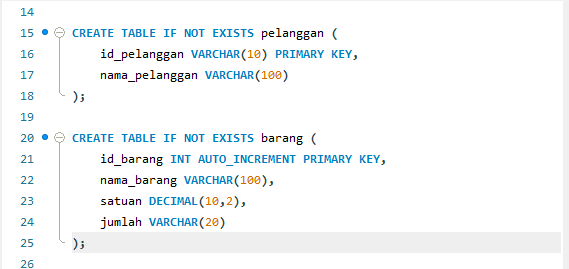 14
15 CREATE TABLE IF NOT EXISTS pelanggan (
16 id_pelanggan VARCHAR(10) PRIMARY KEY,
17 nama_pelanggan VARCHAR(100)
18 );
19
20 CREATE TABLE IF NOT EXISTS barang (
21 id_barang INT AUTO_INCREMENT PRIMARY KEY,
22 nama_barang VARCHAR(100),
23 satuan DECIMAL(10,2),
24 jumlah VARCHAR(20)
25 );
26